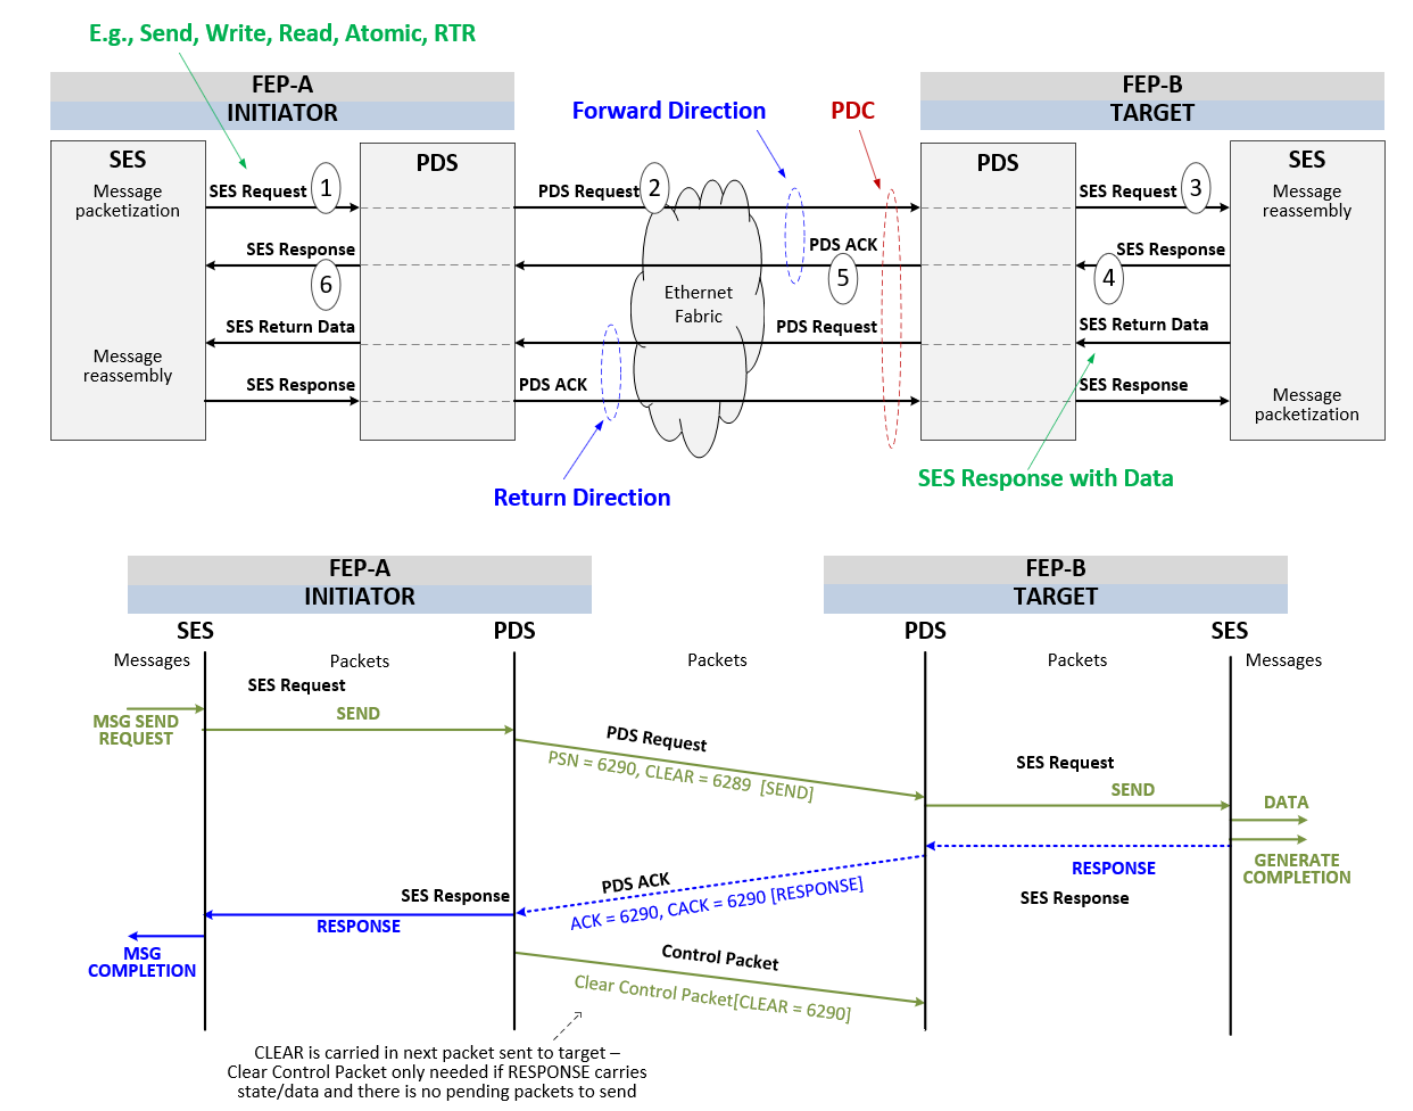 E.g., Send, Write, Read, Atomic, RTR
FEP-A
INITIATOR
FEP-B
TARGET
Forward Direction
PDC
SES
Message
packetization
PDS
PDS
SES
Message
reassembly
SES Request
1
PDS Request
2
SES Request
3
SES Response
6
PDS ACK
5
SES Response
4
Ethernet
Fabric
SES Return Data
PDS Request
SES Return Data
Message
reassembly
SES Response
PDS ACK
SES Response
Message
packetization
Return Direction
SES Response with Data
FEP-A
INITIATOR
FEP-B
TARGET
SES
PDS
PDS
SES
Messages
Packets
Packets
Packets
Messages
SES Request
MSG SEND
REQUEST
SEND
PDS Request
PSN = 6290, CLEAR = 6289 [SEND]
SES Request
SEND
DATA
GENERATE
COMPLETION
RESPONSE
SES Response
PDS ACK
ACK = 6290, CACK = 6290 [RESPONSE]
SES Response
RESPONSE
MSG
COMPLETION
Control Packet
Clear Control Packet[CLEAR = 6290]
CLEAR is carried in next packet sent to target –
Clear Control Packet only needed if RESPONSE carries
state/data and there is no pending packets to send